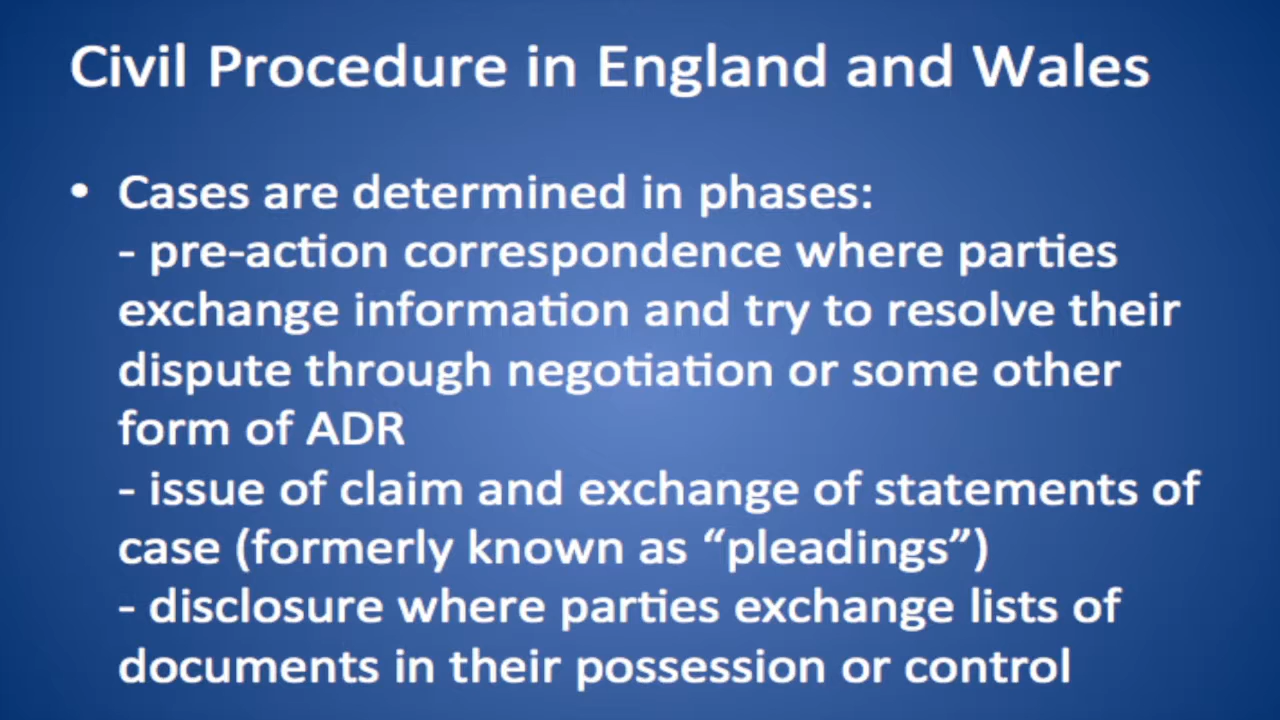 Civil Procedure in England and Wales
• Cases are determined in phases:
- pre-action correspondence where parties
exchange information and try to resolve their
dispute through negotiation or some other
form of ADR
- issue of claim and exchange of statements of
case (formerly known as “pleadings”)
- disclosure where parties exchange lists of
documents in their possession or control